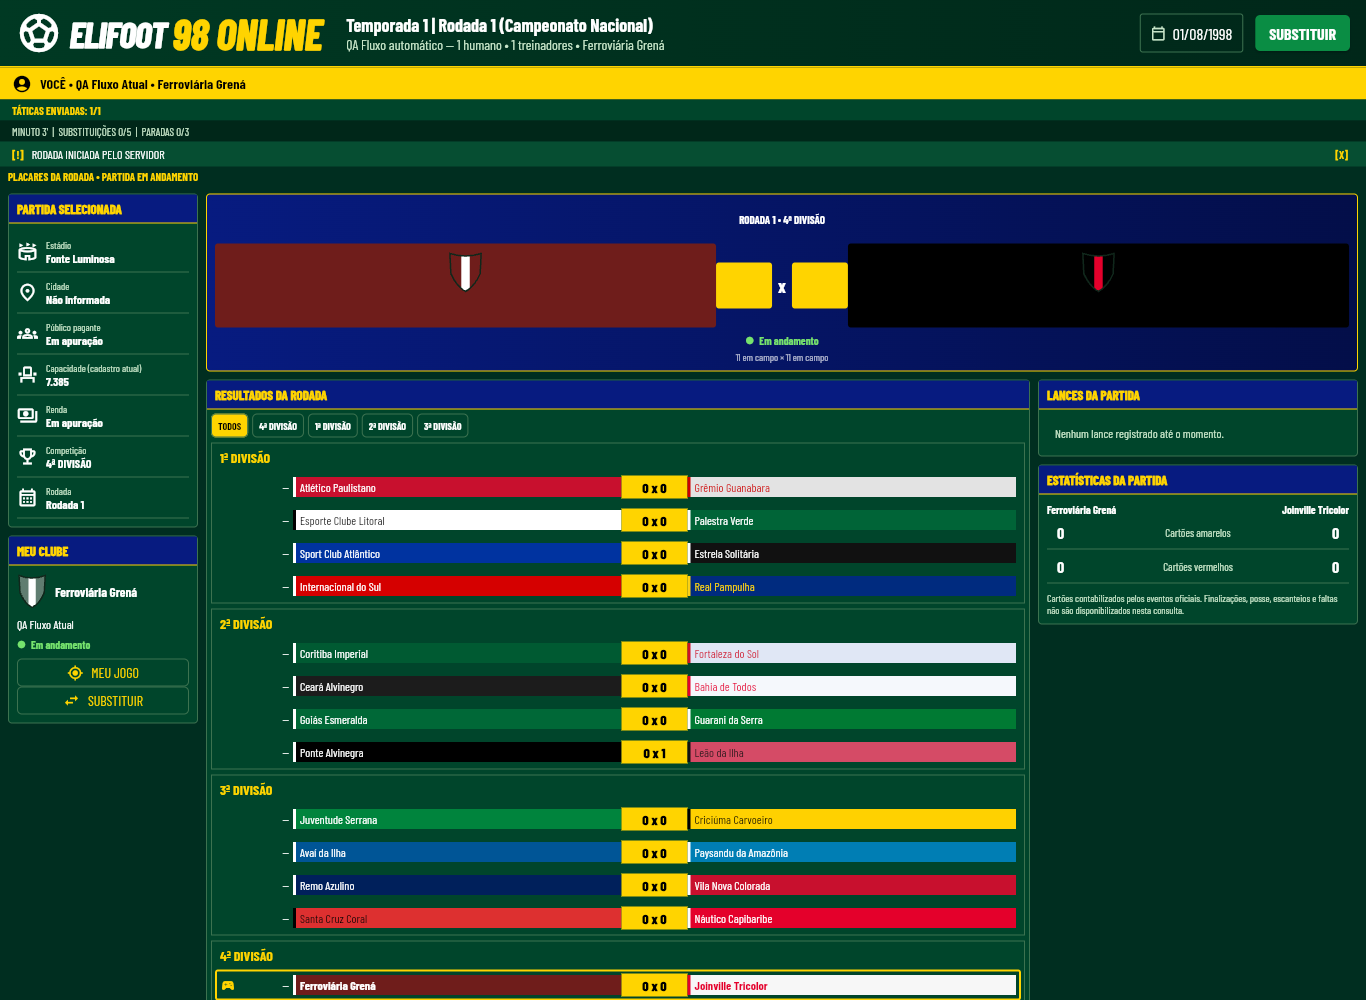 ELIFOOT 98 ONLINE
Temporada 1 | Rodada 1 (Campeonato Nacional)
QA Fluxo automático — 1 humano • 1 treinadores • Ferroviária Grená
01/08/1998
SUBSTITUIR
VOCÊ • QA Fluxo Atual • Ferroviária Grená
TÁTICAS ENVIADAS: 1/1
MINUTO 3' | SUBSTITUIÇÕES 0/5 | PARADAS 0/3
[!] RODADA INICIADA PELO SERVIDOR
[X]
PLACARES DA RODADA • PARTIDA EM ANDAMENTO
PARTIDA SELECIONADA
Estádio
Fonte Luminosa
Cidade
Não informada
Público pagante
Em apuração
Capacidade (cadastro atual)
7.385
Renda
Em apuração
Competição
4ª DIVISÃO
Rodada
Rodada 1
MEU CLUBE
Ferroviária Grená
QA Fluxo Atual
Em andamento
MEU JOGO
SUBSTITUIR
RODADA 1 • 4ª DIVISÃO
X
Em andamento
11 em campo × 11 em campo
RESULTADOS DA RODADA
TODOS
4ª DIVISÃO
1ª DIVISÃO
2ª DIVISÃO
3ª DIVISÃO
1ª DIVISÃO
– Atlético Paulistano 0 x 0 Grêmio Guanabara
– Esporte Clube Litoral 0 x 0 Palestra Verde
– Sport Club Atlântico 0 x 0 Estrela Solitária
– Internacional do Sul 0 x 0 Real Pampulha
2ª DIVISÃO
– Coritiba Imperial 0 x 0 Fortaleza do Sol
– Ceará Alvinegro 0 x 0 Bahia de Todos
– Goiás Esmeralda 0 x 0 Guarani da Serra
– Ponte Alvinegra 0 x 1 Leão da Ilha
3ª DIVISÃO
– Juventude Serrana 0 x 0 Criciúma Carvoeiro
– Avaí da Ilha 0 x 0 Paysandu da Amazônia
– Remo Azulino 0 x 0 Vila Nova Colorada
– Santa Cruz Coral 0 x 0 Náutico Capibaribe
4ª DIVISÃO
– Ferroviária Grená 0 x 0 Joinville Tricolor
LANCES DA PARTIDA
Nenhum lance registrado até o momento.
ESTATÍSTICAS DA PARTIDA
Ferroviária Grená Joinville Tricolor
0 Cartões amarelos 0
0 Cartões vermelhos 0
Cartões contabilizados pelos eventos oficiais. Finalizações, posse, escanteios e faltas
não são disponibilizados nesta consulta.